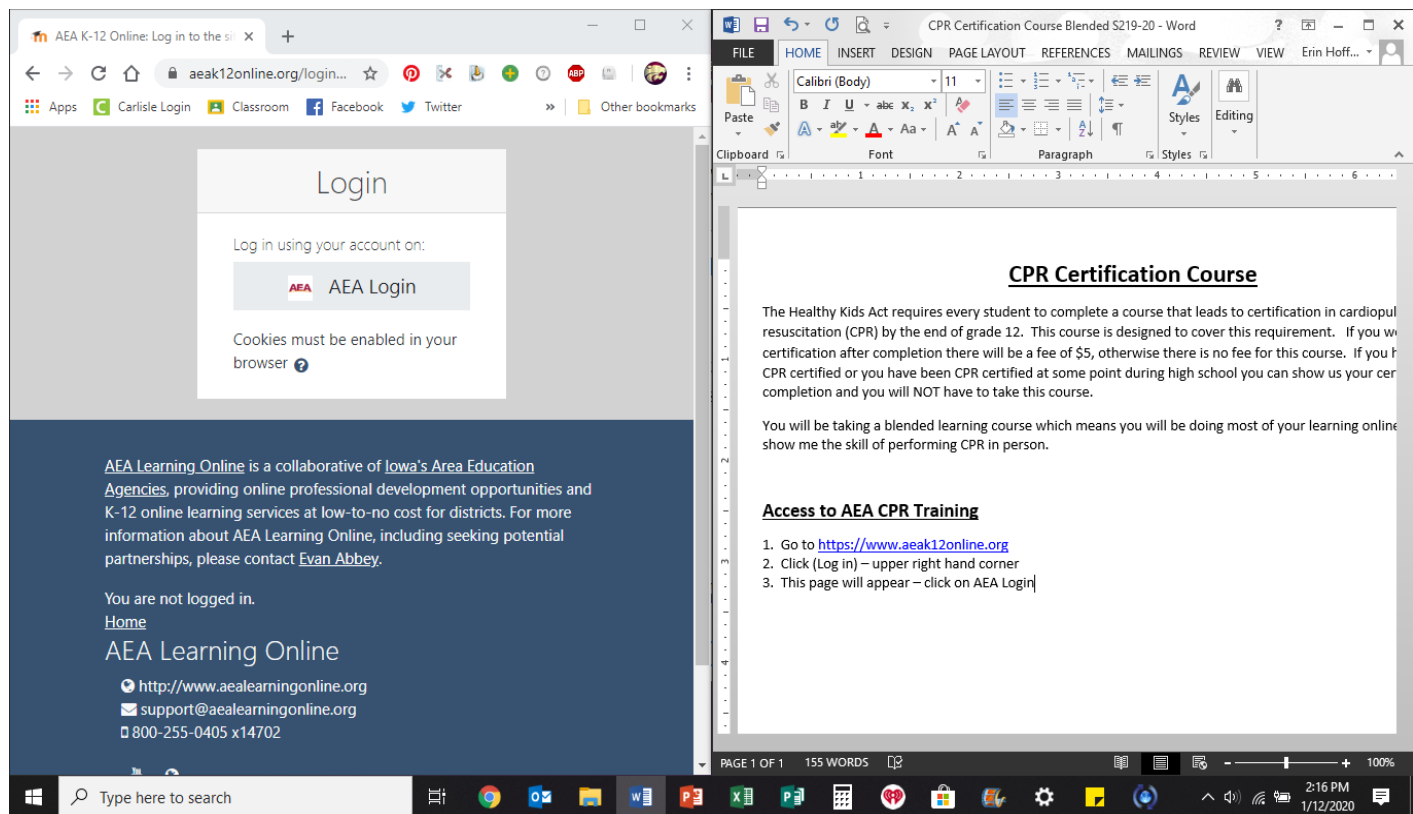 AEA K-12 Online: Log in to the si
aeak12online.org/login...
ABP
Apps
Carlisle Login
Classroom
Facebook
Twitter
»
Other bookmarks
Login
Log in using your account on:
AEA AEA Login
Cookies must be enabled in your
browser
AEA Learning Online is a collaborative of Iowa's Area Education
Agencies, providing online professional development opportunities and
K-12 online learning services at low-to-no cost for districts. For more
information about AEA Learning Online, including seeking potential
partnerships, please contact Evan Abbey.
You are not logged in.
Home
AEA Learning Online
http://www.aealearningonline.org
support@aealearningonline.org
800-255-0405 x14702
CPR Certification Course Blended S219-20 - Word
FILE HOME INSERT DESIGN PAGE LAYOUT REFERENCES MAILINGS REVIEW VIEW Erin Hoff...
Calibri (Body) 11
Paste
B I U abc X₂ X²
A aby A Aa A A
Styles
Editing
Clipboard Font Paragraph Styles
1 2 3 4 5 6
CPR Certification Course
The Healthy Kids Act requires every student to complete a course that leads to certification in cardiopul
resuscitation (CPR) by the end of grade 12. This course is designed to cover this requirement. If you w
certification after completion there will be a fee of $5, otherwise there is no fee for this course. If you h
CPR certified or you have been CPR certified at some point during high school you can show us your cer
completion and you will NOT have to take this course.
You will be taking a blended learning course which means you will be doing most of your learning online
show me the skill of performing CPR in person.
Access to AEA CPR Training
1. Go to https://www.aeak12online.org
2. Click (Log in) – upper right hand corner
3. This page will appear – click on AEA Login
PAGE 1 OF 1 155 WORDS
100%
Type here to search
2:16 PM
1/12/2020